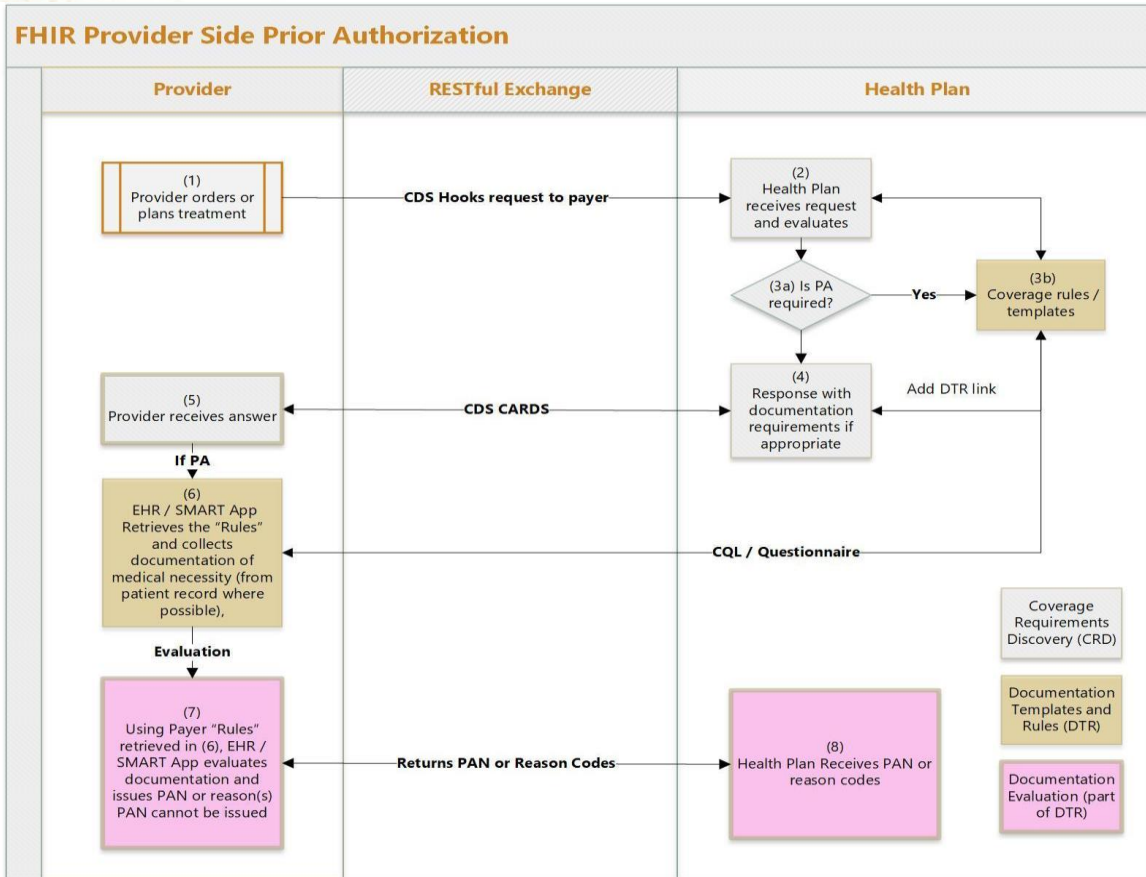 FHIR Provider Side Prior Authorization
Provider
RESTful Exchange
Health Plan
(1)
Provider orders or
plans treatment
CDS Hooks request to payer
(2)
Health Plan
receives request
and evaluates
(3a) Is PA
required?
Yes
(3b)
Coverage rules /
templates
(4)
Response with
documentation
requirements if
appropriate
Add DTR link
CDS CARDS
(5)
Provider receives answer
If PA
(6)
EHR / SMART App
Retrieves the “Rules”
and collects
documentation of
medical necessity (from
patient record where
possible),
CQL / Questionnaire
Evaluation
(7)
Using Payer “Rules”
retrieved in (6), EHR /
SMART App evaluates
documentation and
issues PAN or reason(s)
PAN cannot be issued
Returns PAN or Reason Codes
(8)
Health Plan Receives PAN or
reason codes
Coverage
Requirements
Discovery (CRD)
Documentation
Templates and
Rules (DTR)
Documentation
Evaluation (part
of DTR)